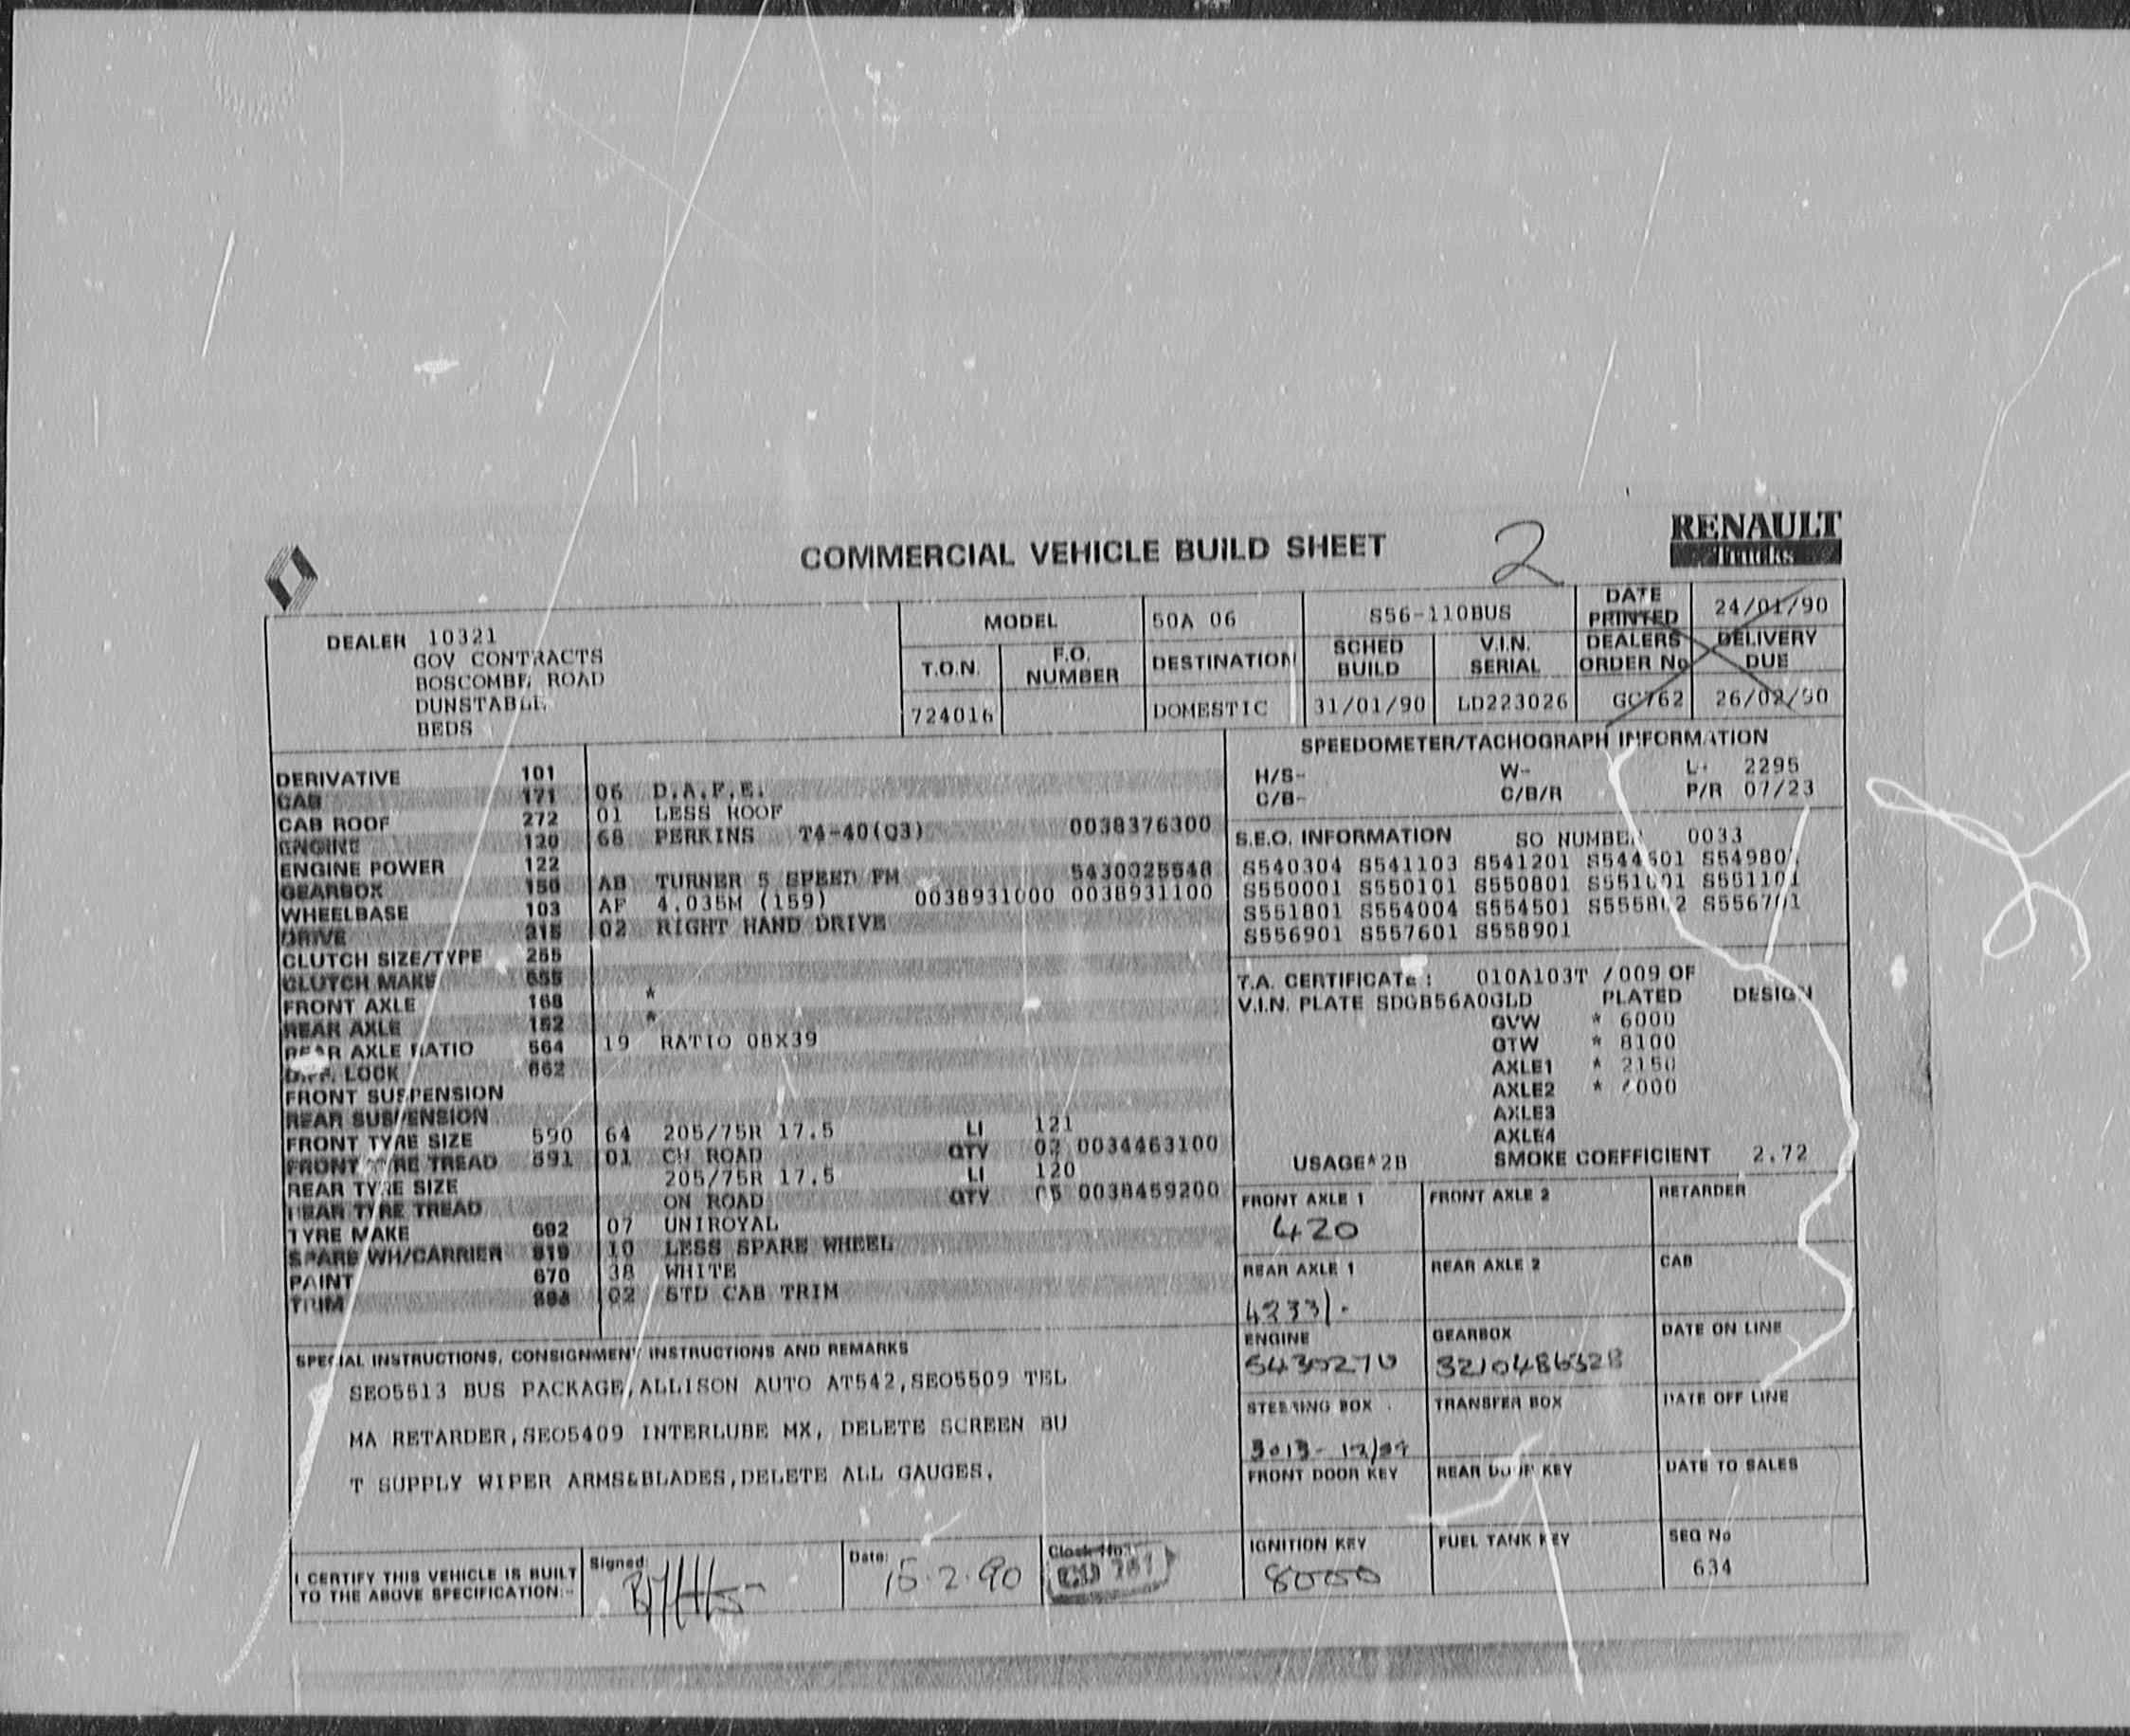 COMMERCIAL VEHICLE BUILD SHEET
2
RENAULT
Trucks
DEALER 10321
GOV CONTRACTS
BOSCOMBE ROAD
DUNSTABLE
BEDS
MODEL 50A 06 S56-110BUS
DATE PRINTED 24/01/90
T.O.N. 724016
F.O. NUMBER
DESTINATION DOMESTIC
SCHED BUILD 31/01/90
V.I.N. SERIAL LD223026
DEALERS ORDER No GC762
DELIVERY DUE 26/02/90
DERIVATIVE 101
CAB 171 06 D.A.F.E.
CAB ROOF 272 01 LESS ROOF
ENGINE 120 68 PERKINS T4-40(Q3) 0038376300
ENGINE POWER 122
GEARBOX 150 AB TURNER 5 SPEED FM 5430025548
WHEELBASE 103 AF 4.035M (159) 0038931000 0038931100
DRIVE 215 02 RIGHT HAND DRIVE
CLUTCH SIZE/TYPE 255
CLUTCH MAKE 655
FRONT AXLE 168 *
REAR AXLE 152 *
REAR AXLE RATIO 564 19 RATIO 08X39
DIFF. LOCK 662
FRONT SUSPENSION
REAR SUSPENSION
FRONT TYRE SIZE 590 64 205/75R 17.5 LI 121
FRONT TYRE TREAD 591 01 ON ROAD QTY 02 0034463100
REAR TYRE SIZE 205/75R 17.5 LI 120
REAR TYRE TREAD ON ROAD QTY 05 0038459200
TYRE MAKE 692 07 UNIROYAL
SPARE WH/CARRIER 619 10 LESS SPARE WHEEL
PAINT 670 38 WHITE
TRIM 02 STD CAB TRIM
SPEEDOMETER/TACHOGRAPH INFORMATION
H/S- W- L- 2295
C/B- C/B/R P/R 07/23
S.E.O. INFORMATION SO NUMBER 0033
S540304 S541103 S541201 S544601
S550001 S550101 S550801 S551001 S551101
S551801 S554004 S554501 S555802 S556701
S556901 S557601 S558901
T.A. CERTIFICATE: 010A103T /009 OF
V.I.N. PLATE SDGB56A0GLD PLATED DESIGN
GVW * 6000
GTW * 8100
AXLE1 * 2150
AXLE2 *
AXLE3
AXLE4
USAGE*2B SMOKE COEFFICIENT 2.72
FRONT AXLE 1 FRONT AXLE 2 RETARDER
420
REAR AXLE 1 REAR AXLE 2 CAB
ENGINE GEARBOX DATE ON LINE
5430270
STEERING BOX TRANSFER BOX DATE OFF LINE
FRONT DOOR KEY REAR DOOR KEY DATE TO SALES
IGNITION KEY FUEL TANK KEY SEQ No
8000 634
SPECIAL INSTRUCTIONS, CONSIGNMENT INSTRUCTIONS AND REMARKS
SEO5513 BUS PACKAGE,ALLISON AUTO AT542,SEO5509 TEL
MA RETARDER,SEO5409 INTERLUBE MX, DELETE SCREEN BU
T SUPPLY WIPER ARMS&BLADES,DELETE ALL GAUGES.
I CERTIFY THIS VEHICLE IS BUILT
TO THE ABOVE SPECIFICATION:-
Signed:
Date: 15.2.90
Clock No: